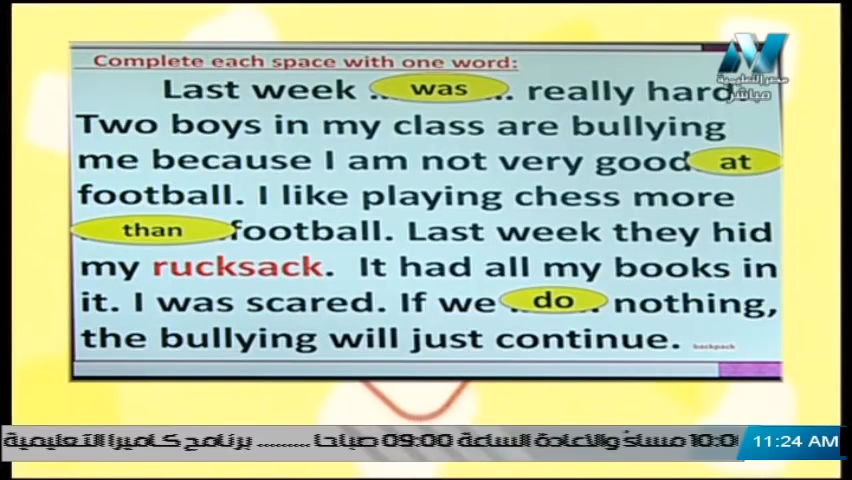 Complete each space with one word:
مصر التعليمية
مباشر
Last week ... was ... really hard
Two boys in my class are bullying
me because I am not very good at
football. I like playing chess more
than football. Last week they hid
my rucksack. It had all my books in
it. I was scared. If we do nothing,
the bullying will just continue. backpack
10:00 مساءً والاعادة الساعة 09:00 صباحا ......... برنامج كاميرا التعليمية
11:24 AM